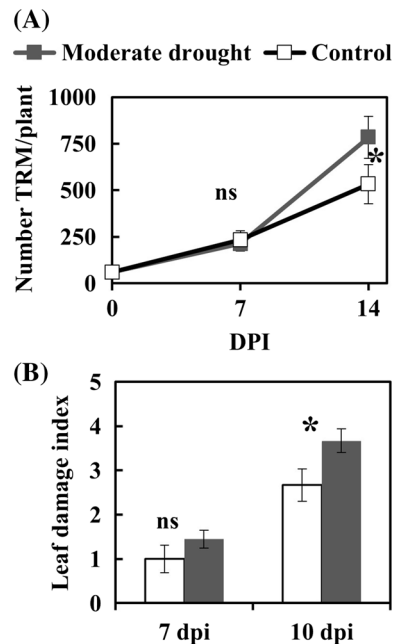 (A)
Moderate drought Control
Number TRM/plant
1000
750
500
250
0
ns
*
0 7 14
DPI
(B)
Leaf damage index
5
4
3
2
1
0
ns
*
7 dpi 10 dpi